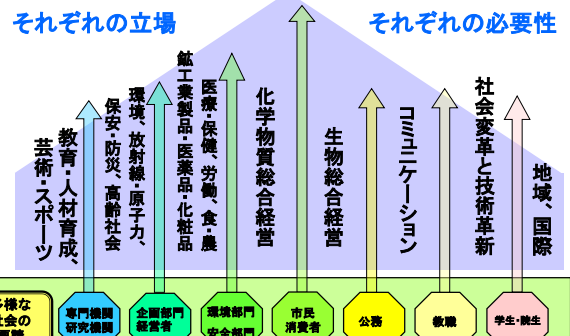 それぞれの立場
それぞれの必要性
教育・人材育成、
芸術・スポーツ
環境、放射線・原子力、
保安・防災、高齢社会
鉱工業製品・医薬品・化粧品
医療・保健、労働、食・農
化学物質総合経営
生物総合経営
コミュニケーション
社会変革と技術革新
地域、国際
専門機関
研究機関
企画部門
経営者
環境部門
安全部門
市民
消費者
公務
教職
学生・院生